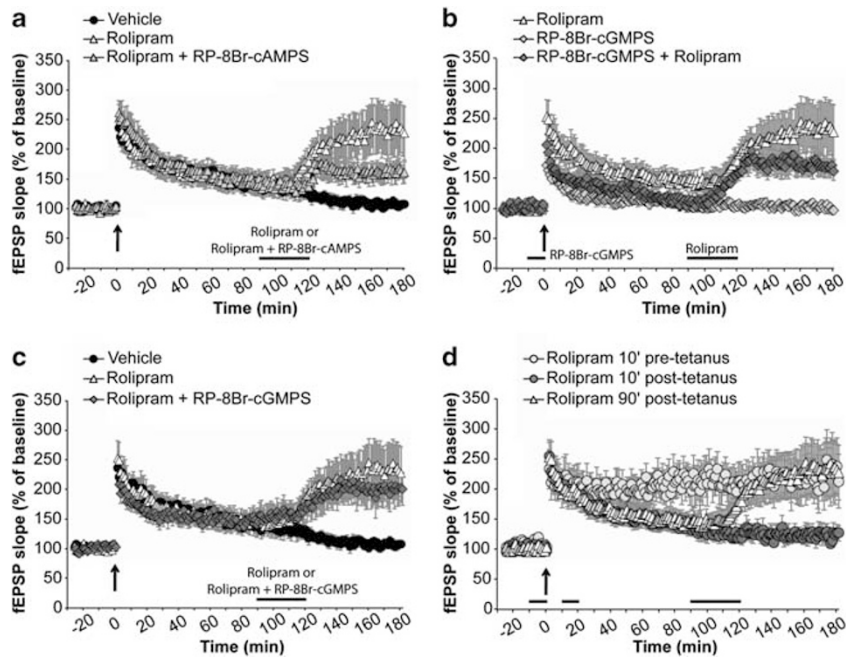 a
Vehicle
Rolipram
Rolipram + RP-8Br-cAMPS
fEPSP slope (% of baseline)
350
300
250
200
150
100
50
0
Rolipram or
Rolipram + RP-8Br-cAMPS
-20 0 20 40 60 80 100 120 140 160 180
Time (min)
b
Rolipram
RP-8Br-cGMPS
RP-8Br-cGMPS + Rolipram
fEPSP slope (% of baseline)
350
300
250
200
150
100
50
0
RP-8Br-cGMPS
Rolipram
-20 0 20 40 60 80 100 120 140 160 180
Time (min)
c
Vehicle
Rolipram
Rolipram + RP-8Br-cGMPS
fEPSP slope (% of baseline)
350
300
250
200
150
100
50
0
Rolipram or
Rolipram + RP-8Br-cGMPS
-20 0 20 40 60 80 100 120 140 160 180
Time (min)
d
Rolipram 10' pre-tetanus
Rolipram 10' post-tetanus
Rolipram 90' post-tetanus
fEPSP slope (% of baseline)
350
300
250
200
150
100
50
0
-20 0 20 40 60 80 100 120 140 160 180
Time (min)